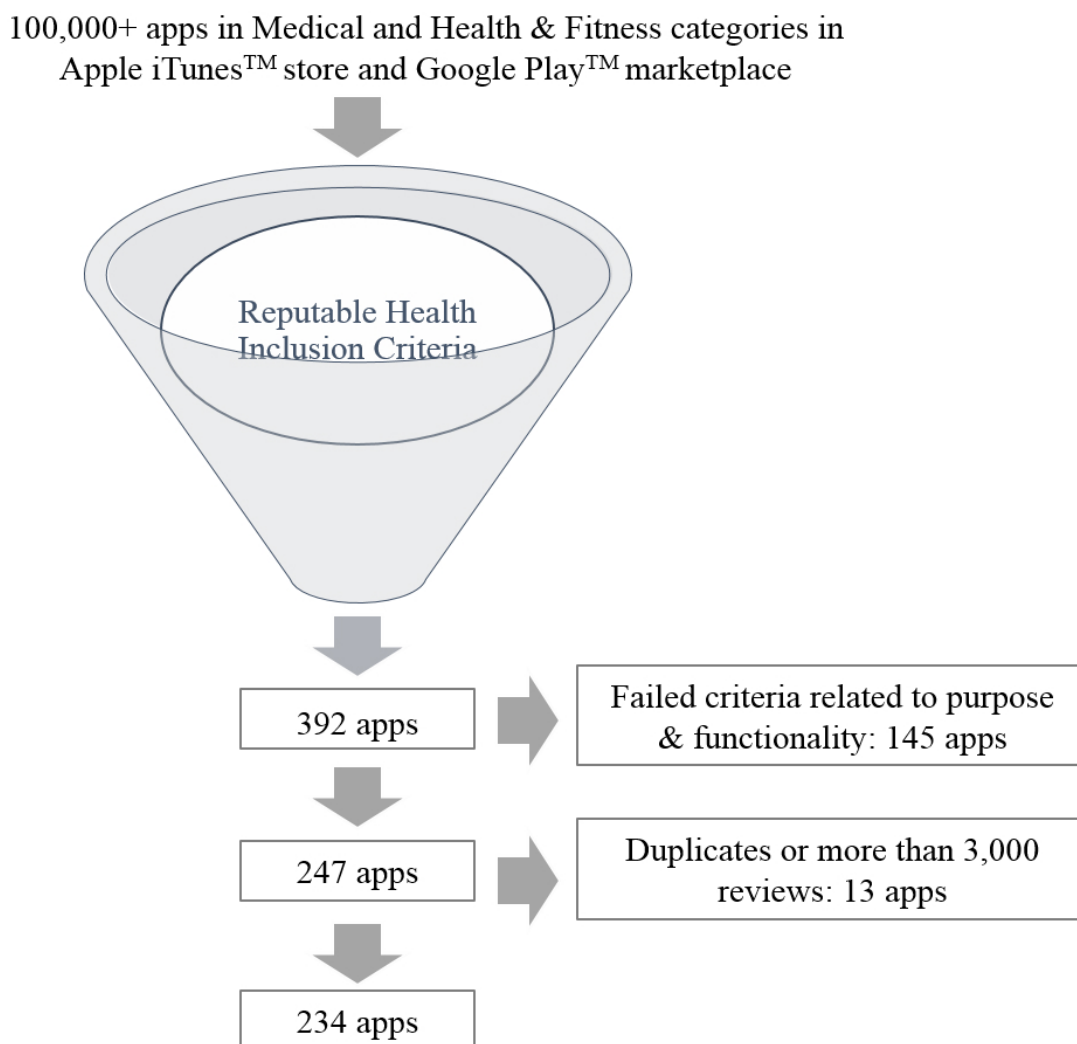 100,000+ apps in Medical and Health & Fitness categories in
Apple iTunes™ store and Google Play™ marketplace
Reputable Health
Inclusion Criteria
392 apps
Failed criteria related to purpose
& functionality: 145 apps
247 apps
Duplicates or more than 3,000
reviews: 13 apps
234 apps